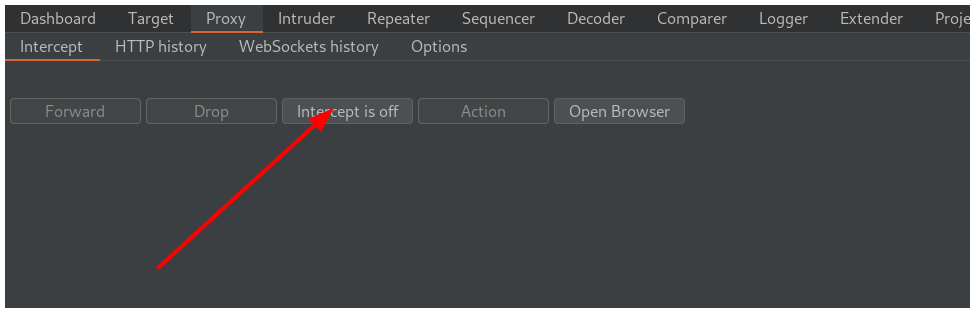 Dashboard Target Proxy Intruder Repeater Sequencer Decoder Comparer Logger Extender Proje
Intercept HTTP history WebSockets history Options
Forward Drop Intercept is off Action Open Browser